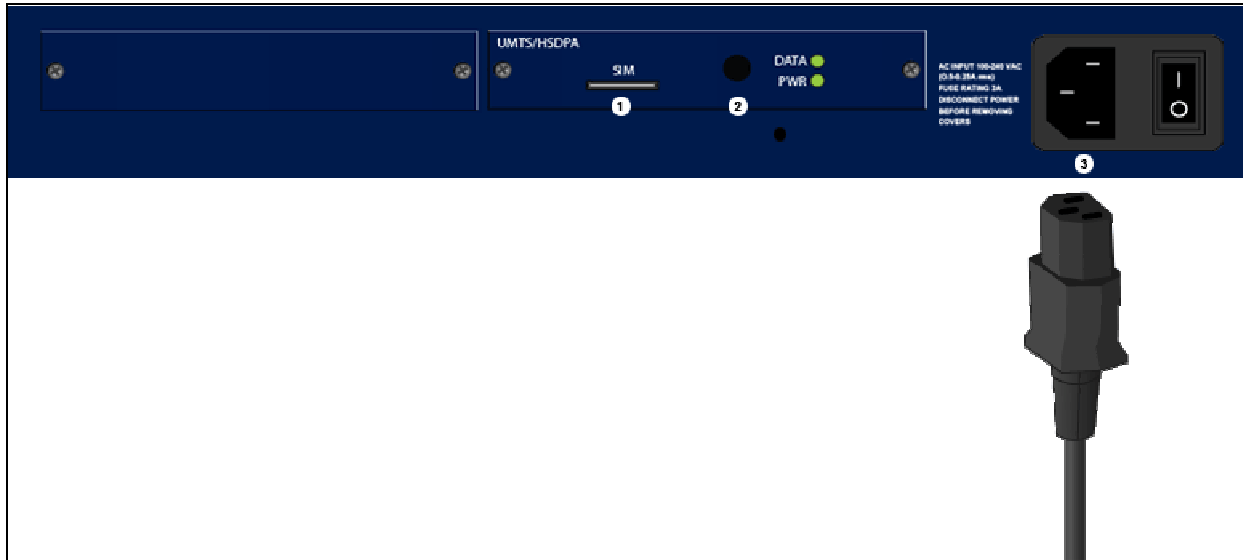 UMTS/HSDPA
SIM
DATA
PWR
1
2
AC INPUT 100-240 VAC
FUSE RATING 2A
DISCONNECT POWER
BEFORE REMOVING
COVERS
I
O
3